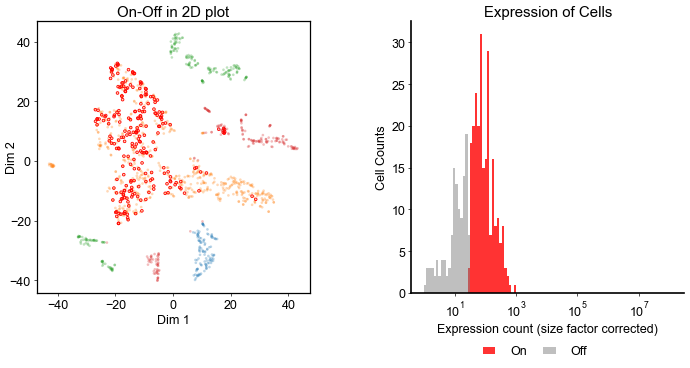 On-Off in 2D plot
40
20
0
−20
−40
Dim 2
−40
−20
0
20
40
Dim 1
Expression of Cells
30
25
20
15
10
5
0
Cell Counts
10^1
10^3
10^5
10^7
Expression count (size factor corrected)
On
Off